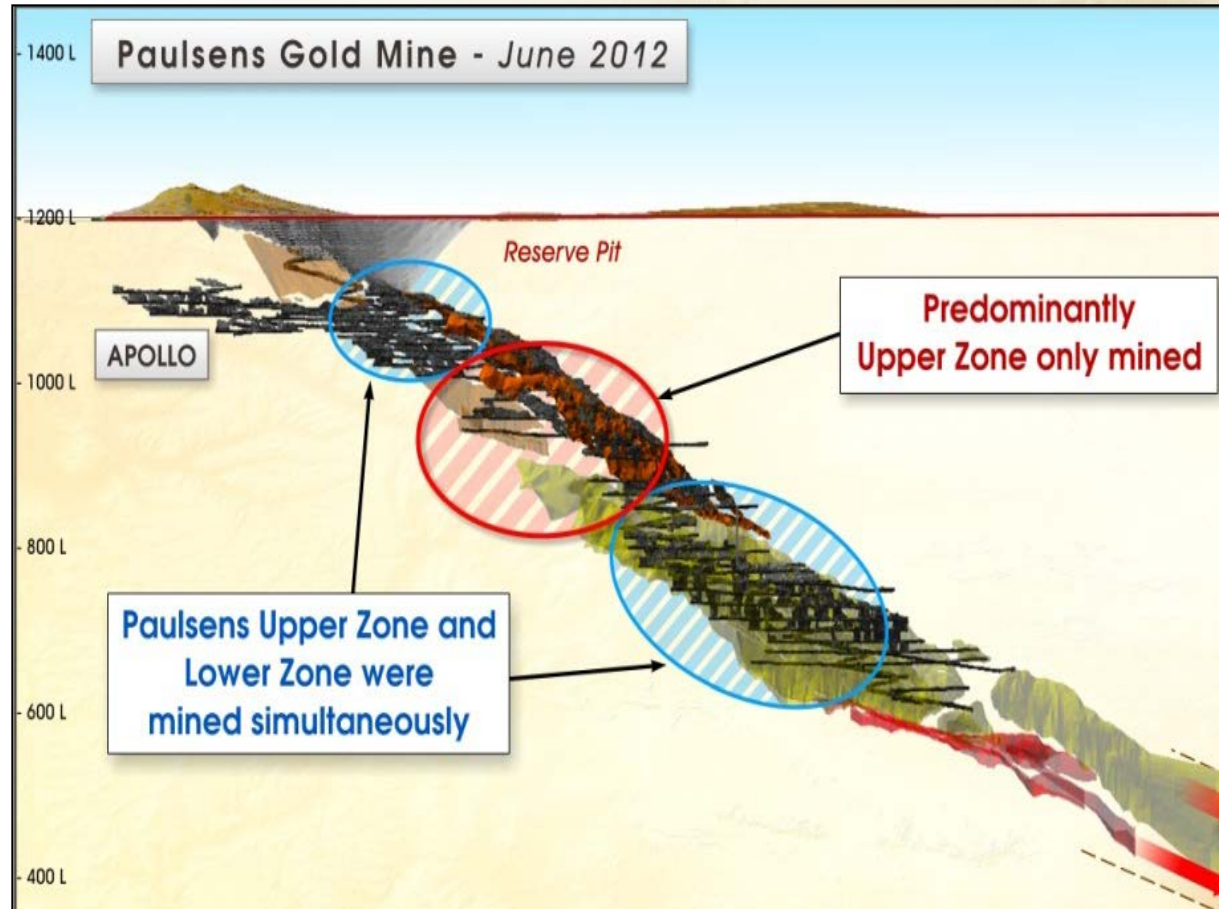 - 1400 L
Paulsens Gold Mine - June 2012
- 1200 L
Reserve Pit
Predominantly
Upper Zone only mined
APOLLO
- 1000 L
- 800 L
Paulsens Upper Zone and
Lower Zone were
mined simultaneously
- 600 L
- 400 L